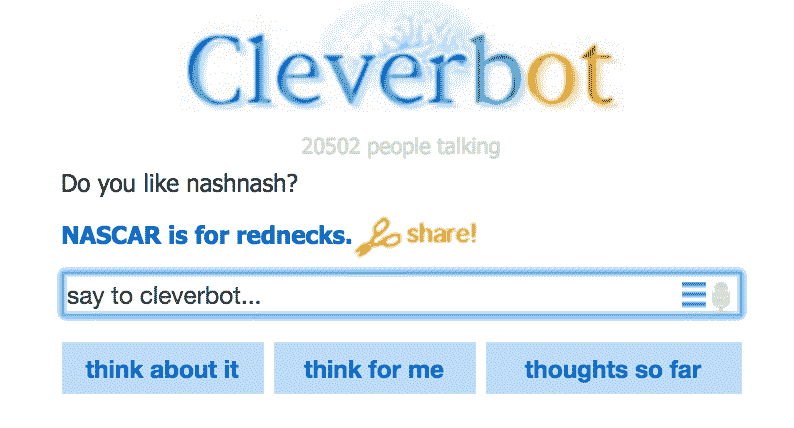 Cleverbot
20502 people talking
Do you like nashnash?
NASCAR is for rednecks. share!
say to cleverbot...
think about it think for me thoughts so far